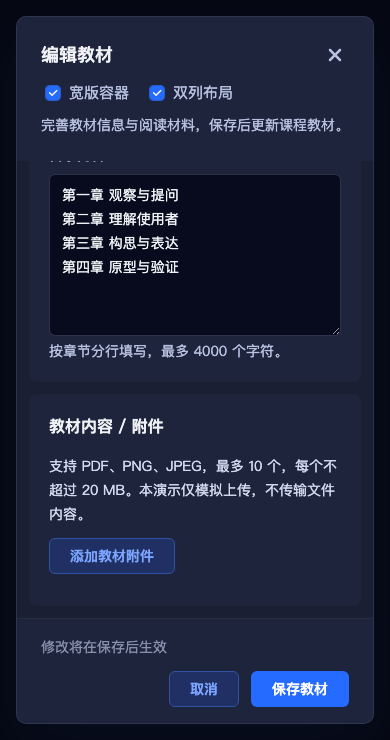 编辑教材
宽版容器 双列布局
完善教材信息与阅读材料，保存后更新课程教材。
第一章 观察与提问
第二章 理解使用者
第三章 构思与表达
第四章 原型与验证
按章节分行填写，最多 4000 个字符。
教材内容 / 附件
支持 PDF、PNG、JPEG，最多 10 个，每个不
超过 20 MB。本演示仅模拟上传，不传输文件
内容。
添加教材附件
修改将在保存后生效
取消 保存教材